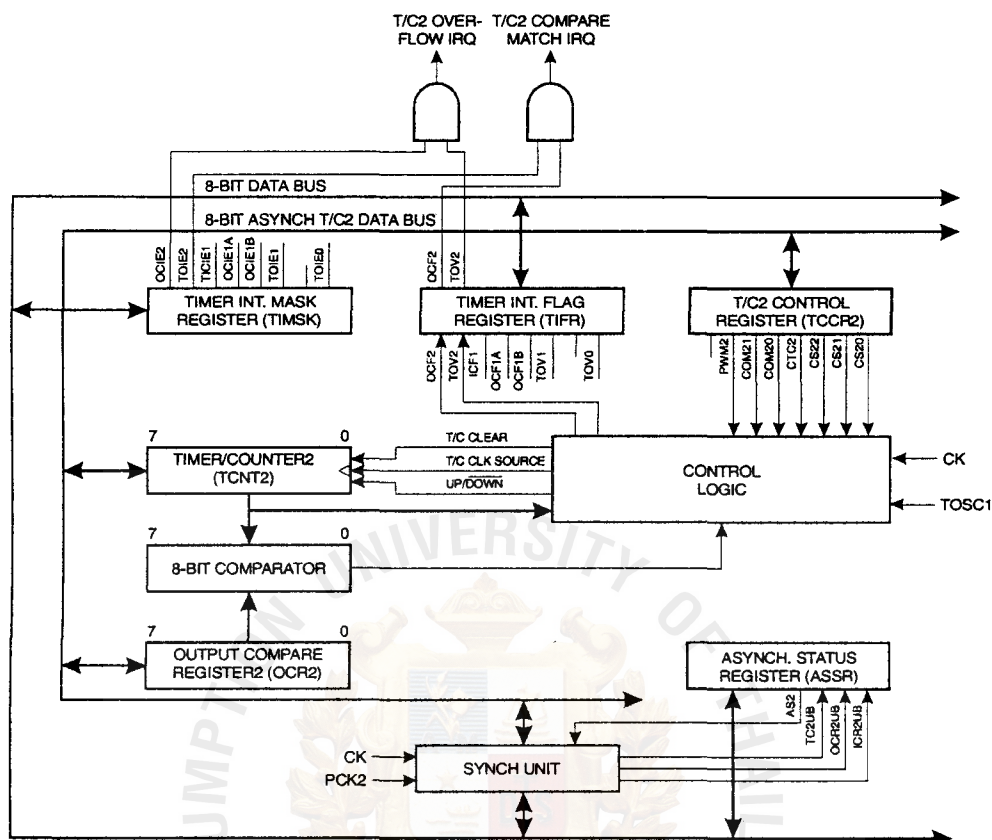 T/C2 OVER-
FLOW IRQ
T/C2 COMPARE
MATCH IRQ
8-BIT DATA BUS
8-BIT ASYNCH T/C2 DATA BUS
OCIE2
TOIE2
TICIE1
OCIE1A
OCIE1B
TOIE1
TOIE0
OCF2
TOV2
TIMER INT. MASK
REGISTER (TIMSK)
TIMER INT. FLAG
REGISTER (TIFR)
T/C2 CONTROL
REGISTER (TCCR2)
OCF2
TOV2
ICF1
OCF1A
OCF1B
TOV1
TOV0
PWM2
COM21
COM20
CTC2
CS22
CS21
CS20
7 0
TIMER/COUNTER2
(TCNT2)
T/C CLEAR
T/C CLK SOURCE
UP/DOWN
CONTROL
LOGIC
CK
TOSC1
7 0
8-BIT COMPARATOR
7 0
OUTPUT COMPARE
REGISTER2 (OCR2)
ASYNCH. STATUS
REGISTER (ASSR)
AS2
TC2UB
OCR2UB
ICR2UB
CK
PCK2
SYNCH UNIT
UMPTION UNIVERSITY OF THAIL